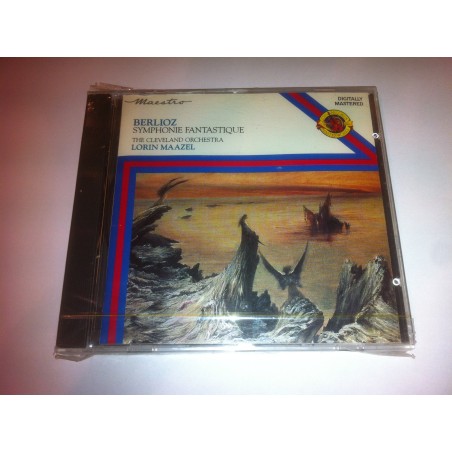 Maestro
DIGITALLY
MASTERED
BERLIOZ
SYMPHONIE FANTASTIQUE
THE CLEVELAND ORCHESTRA
LORIN MAAZEL